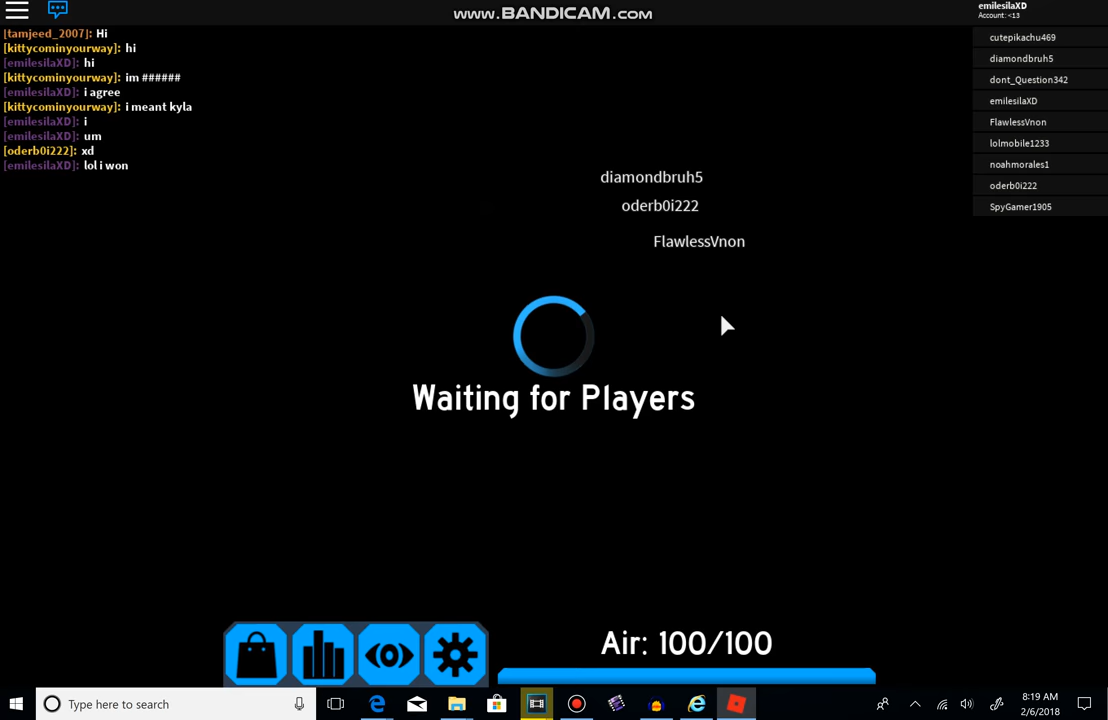 www.BANDICAM.com
emilesilaXD
Account: <13
[tamjeed_2007]: Hi
[kittycominyourway]: hi
[emilesilaXD]: hi
[kittycominyourway]: im ######
[emilesilaXD]: i agree
[kittycominyourway]: i meant kyla
[emilesilaXD]: i
[emilesilaXD]: um
[oderb0i222]: xd
[emilesilaXD]: lol i won
cutepikachu469
diamondbruh5
dont_Question342
emilesilaXD
FlawlessVnon
lolmobile1233
noahmorales1
oderb0i222
SpyGamer1905
diamondbruh5
oderb0i222
FlawlessVnon
Waiting for Players
Air: 100/100
Type here to search
8:19 AM
2/6/2018